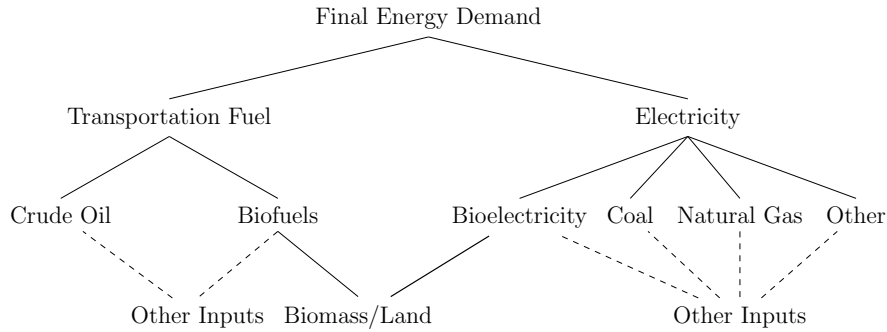 Final Energy Demand
Transportation Fuel
Electricity
Crude Oil
Biofuels
Bioelectricity
Coal
Natural Gas
Other
Other Inputs
Biomass/Land
Other Inputs